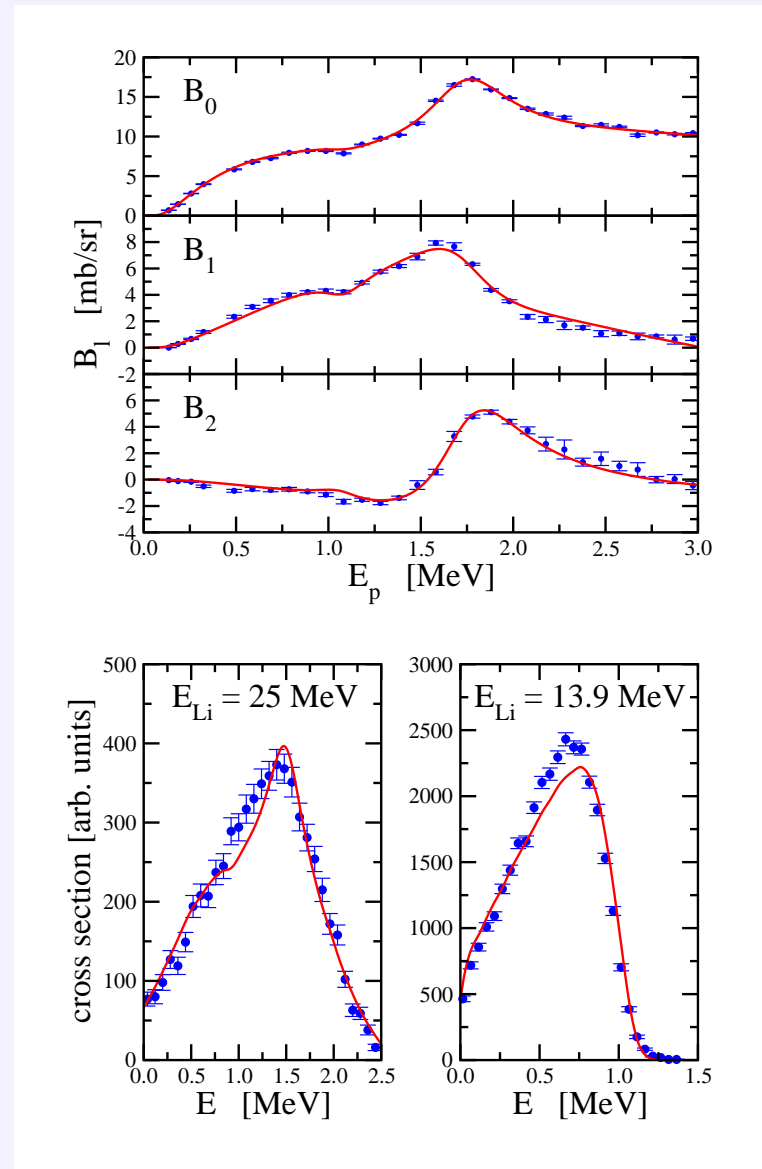 20
15
10
5
0
B0
8
6
4
2
0
-2
B1
Bl [mb/sr]
6
4
2
0
-2
-4
B2
0.0 0.5 1.0 1.5 2.0 2.5 3.0
Ep [MeV]
500
400
300
200
100
0
cross section [arb. units]
ELi = 25 MeV
0.0 0.5 1.0 1.5 2.0 2.5
E [MeV]
3000
2500
2000
1500
1000
500
0
ELi = 13.9 MeV
0.0 0.5 1.0 1.5
E [MeV]